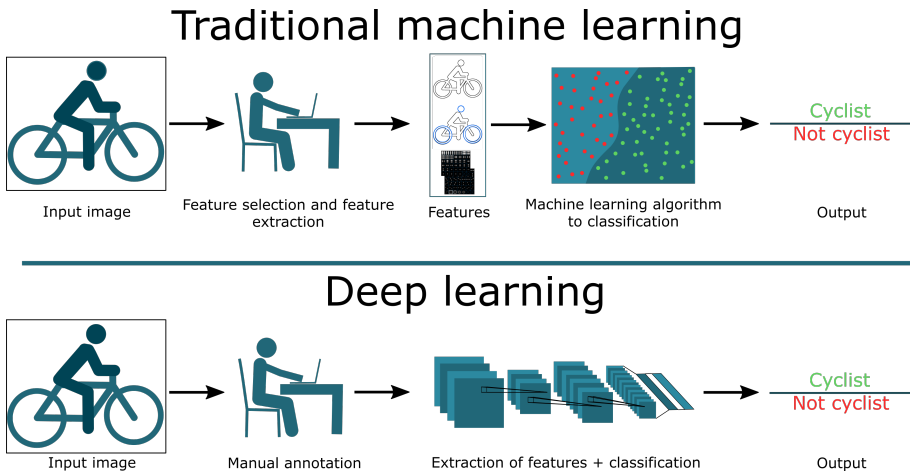 Traditional machine learning
Cyclist
Not cyclist
Input image
Feature selection and feature
extraction
Features
Machine learning algorithm
to classification
Output
Deep learning
Cyclist
Not cyclist
Input image
Manual annotation
Extraction of features + classification
Output